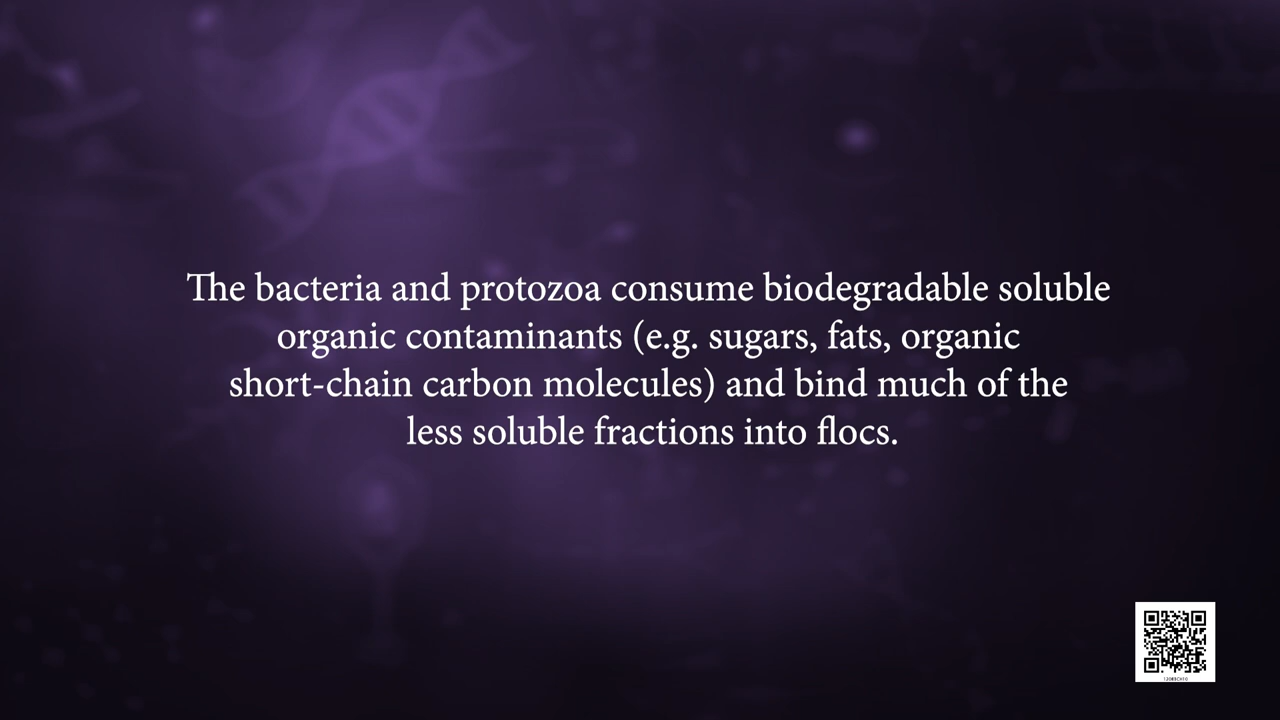 The bacteria and protozoa consume biodegradable soluble
organic contaminants (e.g. sugars, fats, organic
short-chain carbon molecules) and bind much of the
less soluble fractions into flocs.